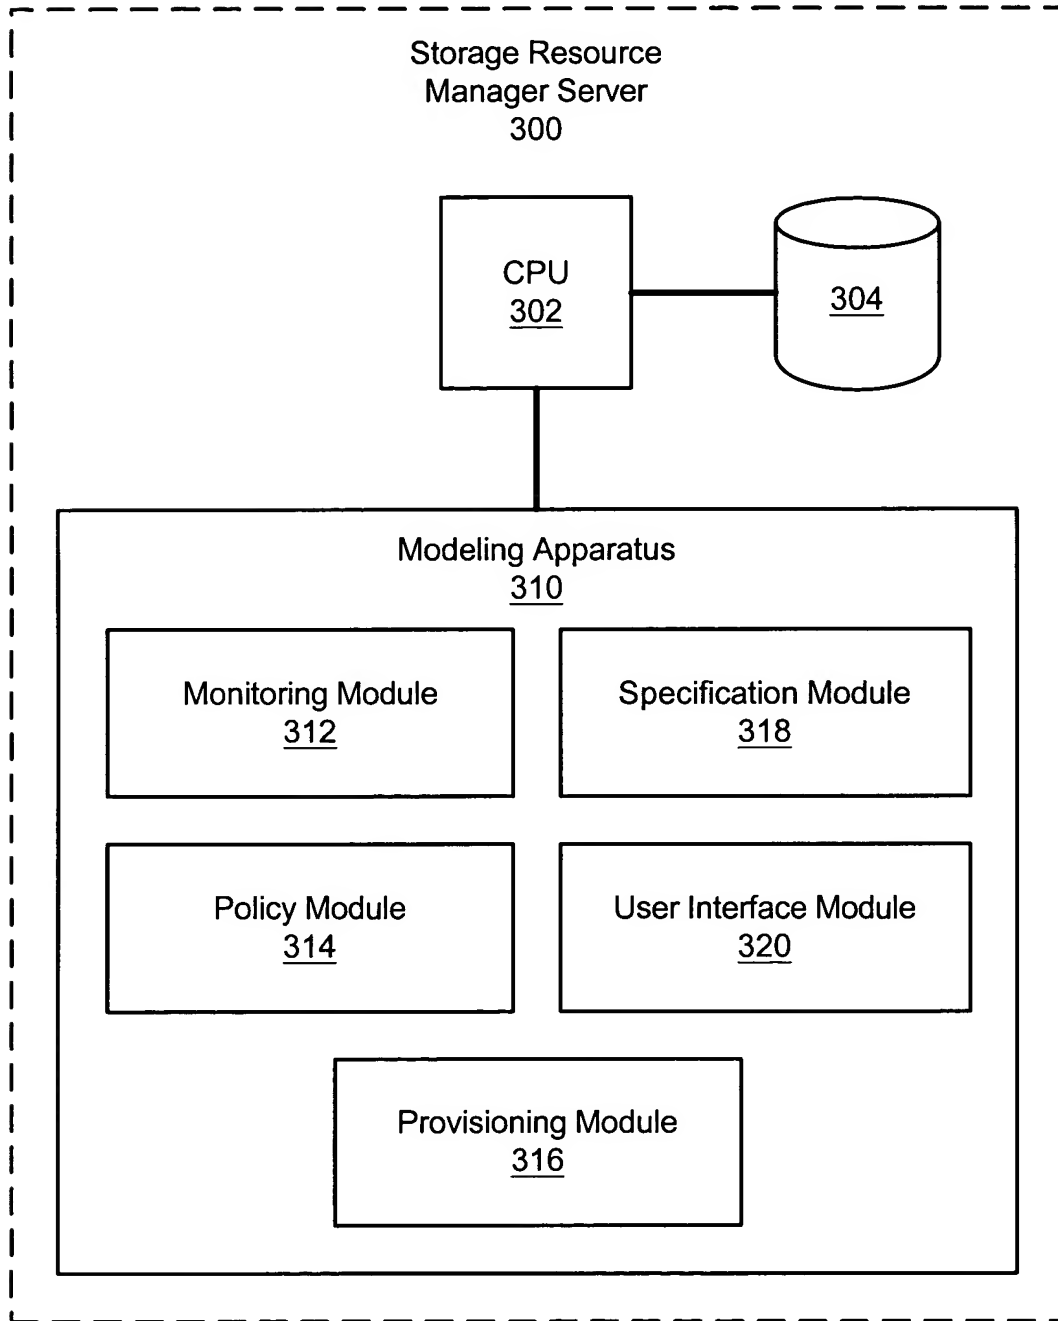 Storage Resource
Manager Server
300
CPU
302
304
Modeling Apparatus
310
Monitoring Module
312
Specification Module
318
Policy Module
314
User Interface Module
320
Provisioning Module
316